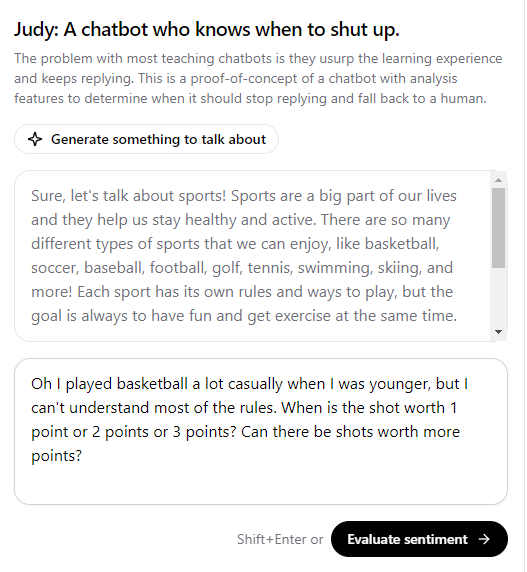 Judy: A chatbot who knows when to shut up.
The problem with most teaching chatbots is they usurp the learning experience
and keeps replying. This is a proof-of-concept of a chatbot with analysis
features to determine when it should stop replying and fall back to a human.
Generate something to talk about
Sure, let's talk about sports! Sports are a big part of our lives
and they help us stay healthy and active. There are so many
different types of sports that we can enjoy, like basketball,
soccer, baseball, football, golf, tennis, swimming, skiing, and
more! Each sport has its own rules and ways to play, but the
goal is always to have fun and get exercise at the same time.
Oh I played basketball a lot casually when I was younger, but I
can't understand most of the rules. When is the shot worth 1
point or 2 points or 3 points? Can there be shots worth more
points?
Shift+Enter or Evaluate sentiment